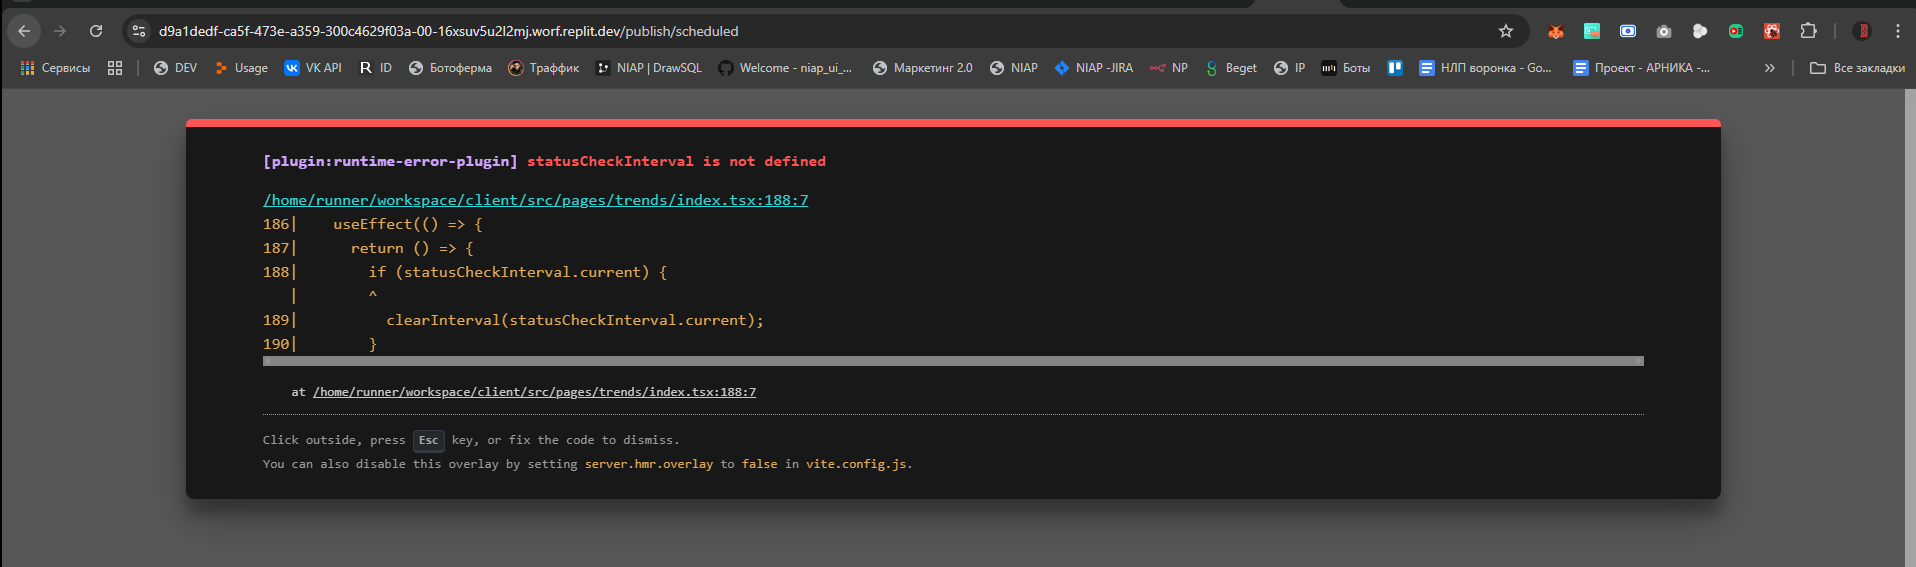 d9a1dedf-ca5f-473e-a359-300c4629f03a-00-16xsuv5u2l2mj.worf.replit.dev/publish/scheduled
Сервисы DEV Usage VK API ID Ботоферма Траффик NIAP | DrawSQL Welcome - niap_ui_... Маркетинг 2.0 NIAP NIAP -JIRA NP Beget IP Боты НЛП воронка - Go... Проект - АРНИКА -... » Все закладки
[plugin:runtime-error-plugin] statusCheckInterval is not defined
/home/runner/workspace/client/src/pages/trends/index.tsx:188:7
186|    useEffect(() => {
187|      return () => {
188|        if (statusCheckInterval.current) {
   |        ^
189|          clearInterval(statusCheckInterval.current);
190|        }
at /home/runner/workspace/client/src/pages/trends/index.tsx:188:7
Click outside, press Esc key, or fix the code to dismiss.
You can also disable this overlay by setting server.hmr.overlay to false in vite.config.js.